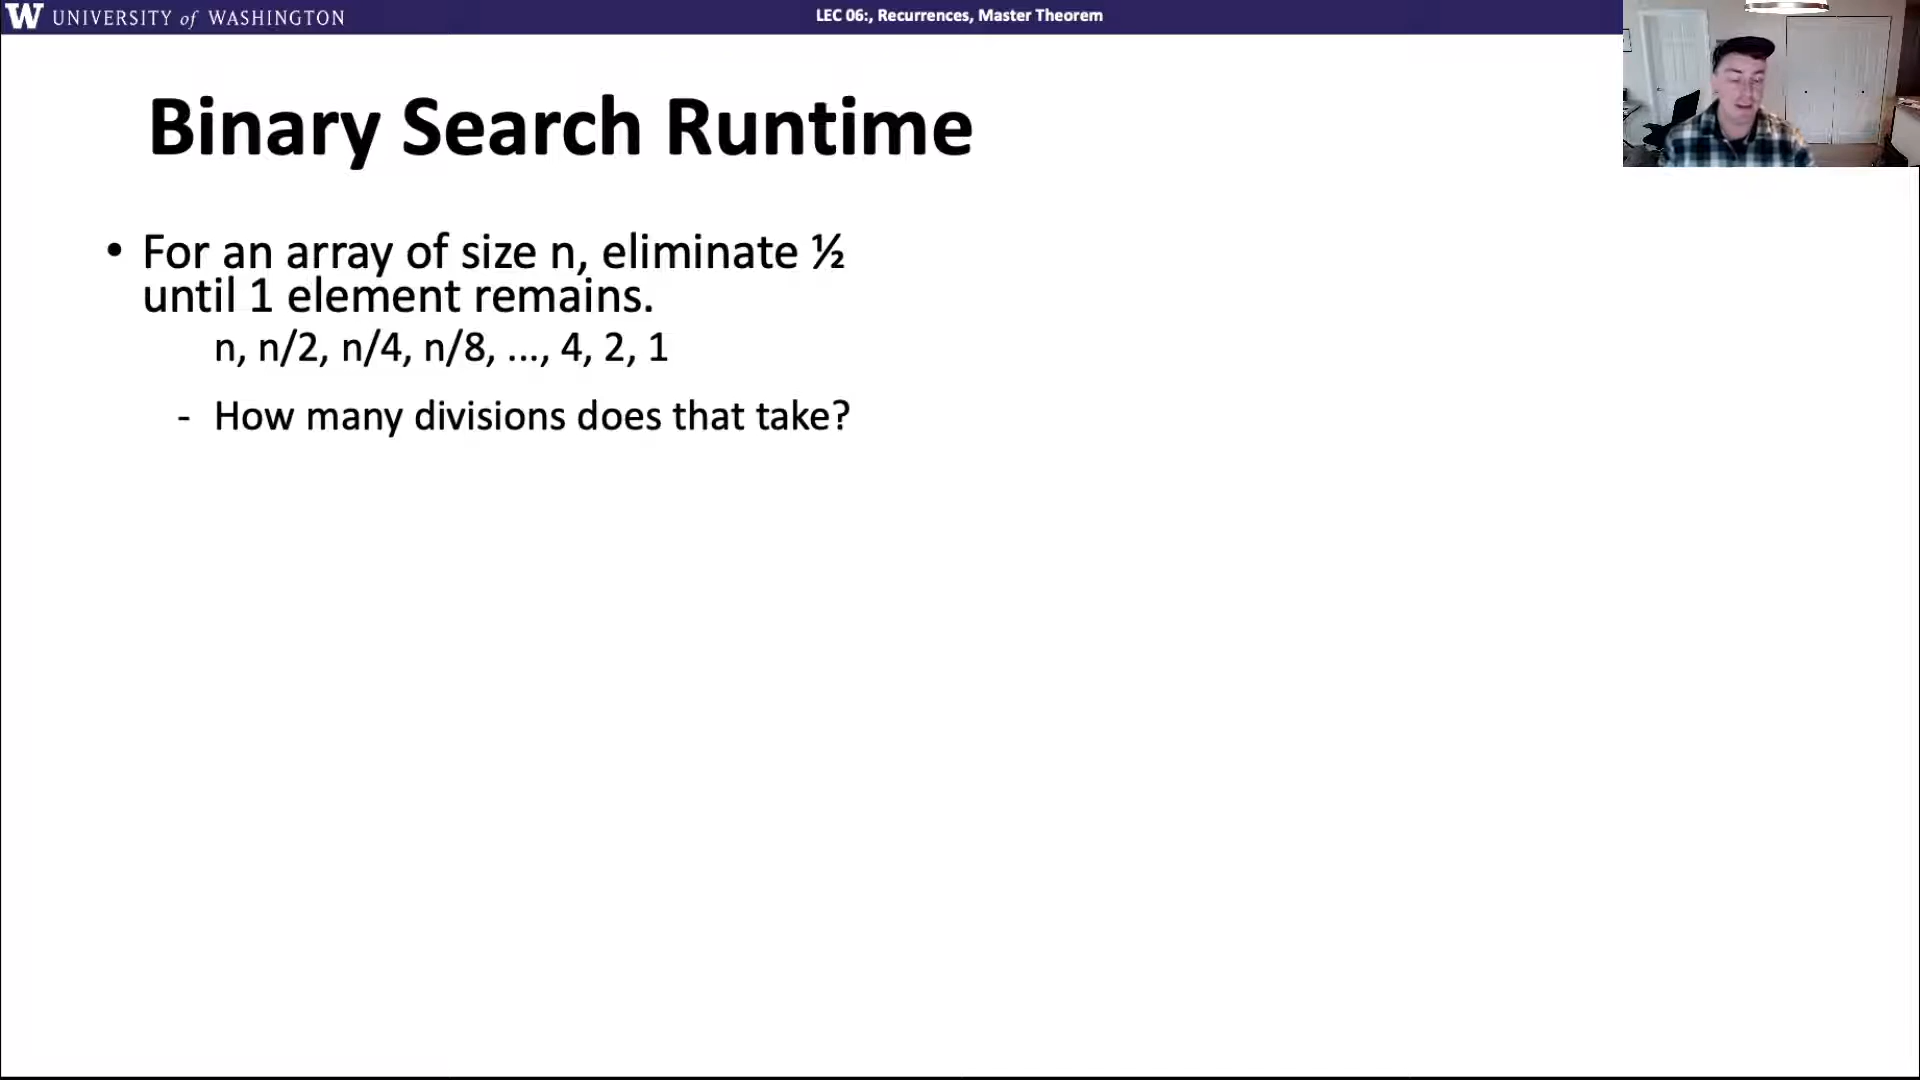 W UNIVERSITY of WASHINGTON
LEC 06:, Recurrences, Master Theorem
Binary Search Runtime
• For an array of size n, eliminate ½
until 1 element remains.
n, n/2, n/4, n/8, ..., 4, 2, 1
- How many divisions does that take?